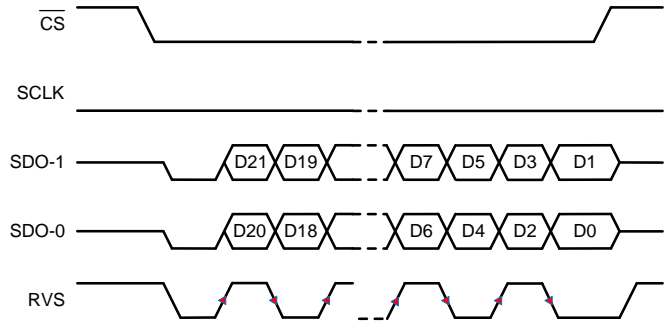 CS
SCLK
SDO-1 D21 D19 D7 D5 D3 D1
SDO-0 D20 D18 D6 D4 D2 D0
RVS